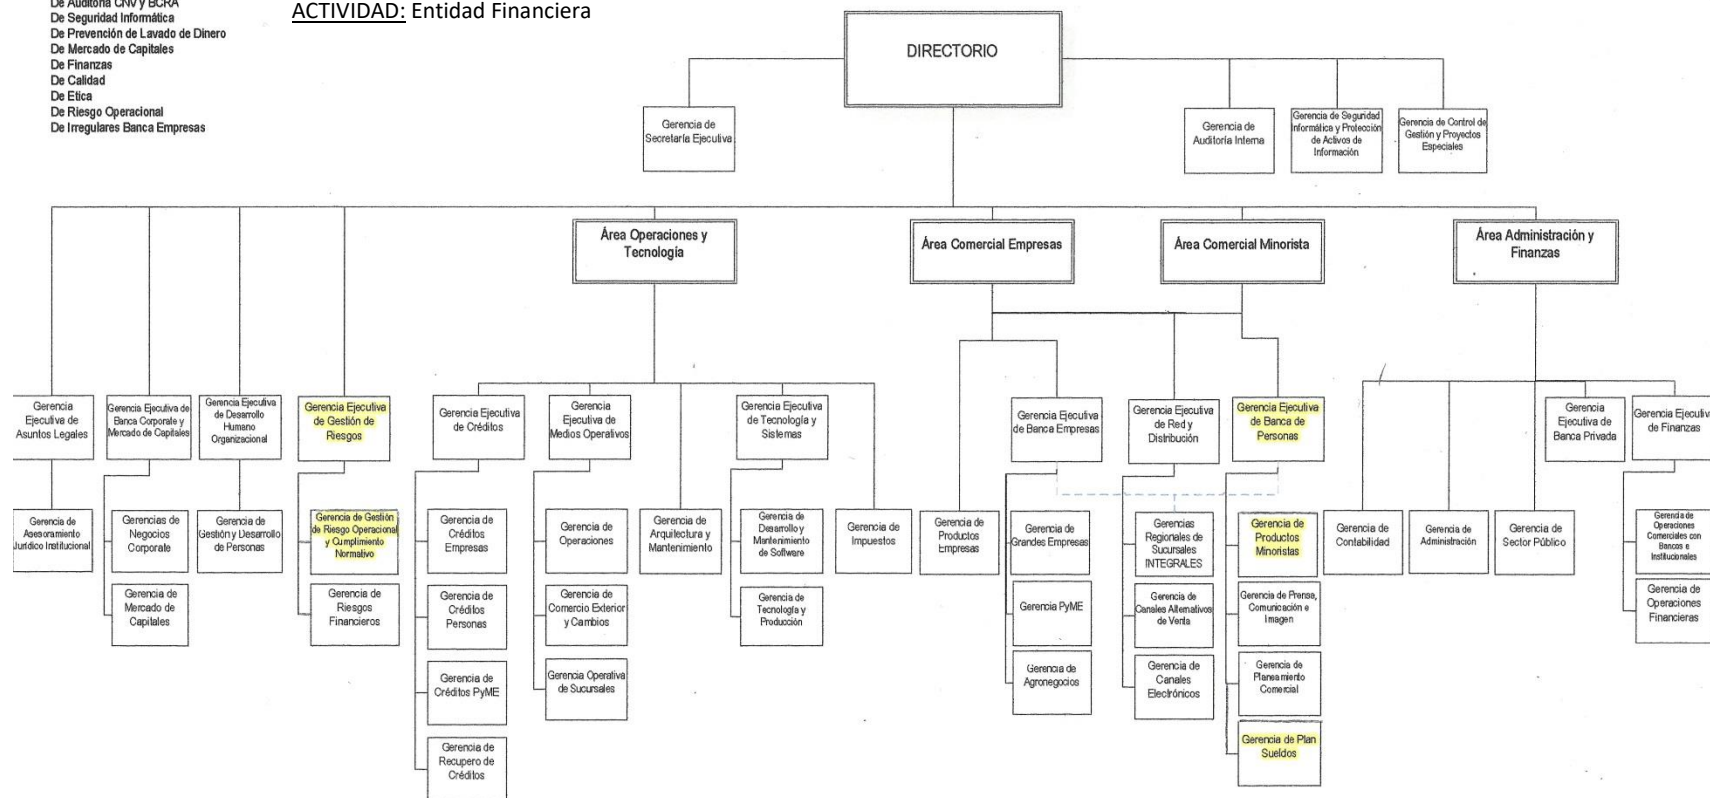 De Auditoría CNV y BCRA
De Seguridad Informática
De Prevención de Lavado de Dinero
De Mercado de Capitales
De Finanzas
De Calidad
De Etica
De Riesgo Operacional
De Irregulares Banca Empresas
ACTIVIDAD: Entidad Financiera
DIRECTORIO
Gerencia de
Secretaría Ejecutiva
Gerencia de
Auditoría Interna
Gerencia de Seguridad
Informática y Protección
de Activos de
Información
Gerencia de Control de
Gestión y Proyectos
Especiales
Área Operaciones y
Tecnología
Área Comercial Empresas
Área Comercial Minorista
Área Administración y
Finanzas
Gerencia
Ejecutiva de
Asuntos Legales
Gerencia Ejecutiva de
Banca Corporate y
Mercado de Capitales
Gerencia Ejecutiva
de Desarrollo
Humano
Organizacional
Gerencia Ejecutiva
de Gestión de
Riesgos
Gerencia Ejecutiva
de Créditos
Gerencia
Ejecutiva de
Medios Operativos
Gerencia Ejecutiva
de Tecnología y
Sistemas
Gerencia Ejecutiva
de Banca Empresas
Gerencia Ejecutiva
de Red y
Distribución
Gerencia Ejecutiva
de Banca de
Personas
Gerencia
Ejecutiva de
Banca Privada
Gerencia Ejecutiva
de Finanzas
Gerencia de
Asesoramiento
Jurídico Institucional
Gerencias de
Negocios
Corporate
Gerencia de
Gestión y Desarrollo
de Personas
Gerencia de Gestión
de Riesgo Operacional
y Cumplimiento
Normativo
Gerencia de
Créditos
Empresas
Gerencia de
Operaciones
Gerencia de
Arquitectura y
Mantenimiento
Gerencia de
Desarrollo y
Mantenimiento
de Software
Gerencia de
Impuestos
Gerencia de
Productos
Empresas
Gerencia de
Grandes Empresas
Gerencias
Regionales de
Sucursales
INTEGRALES
Gerencia de
Productos
Minoristas
Gerencia de
Contabilidad
Gerencia de
Administración
Gerencia de
Sector Público
Gerencia de
Operaciones
Comerciales con
Bancos e
Institucionales
Gerencia de
Mercado de
Capitales
Gerencia de
Riesgos
Financieros
Gerencia de
Créditos
Personas
Gerencia de
Comercio Exterior
y Cambios
Gerencia de
Tecnología y
Producción
Gerencia PyME
Gerencia de
Canales Alternativos
de Venta
Gerencia de Prensa,
Comunicación e
Imagen
Gerencia de
Operaciones
Financieras
Gerencia de
Créditos PyME
Gerencia Operativa
de Sucursales
Gerencia de
Agronegocios
Gerencia de
Canales
Electrónicos
Gerencia de
Planeamiento
Comercial
Gerencia de
Recupero de
Créditos
Gerencia de Plan
Sueldos